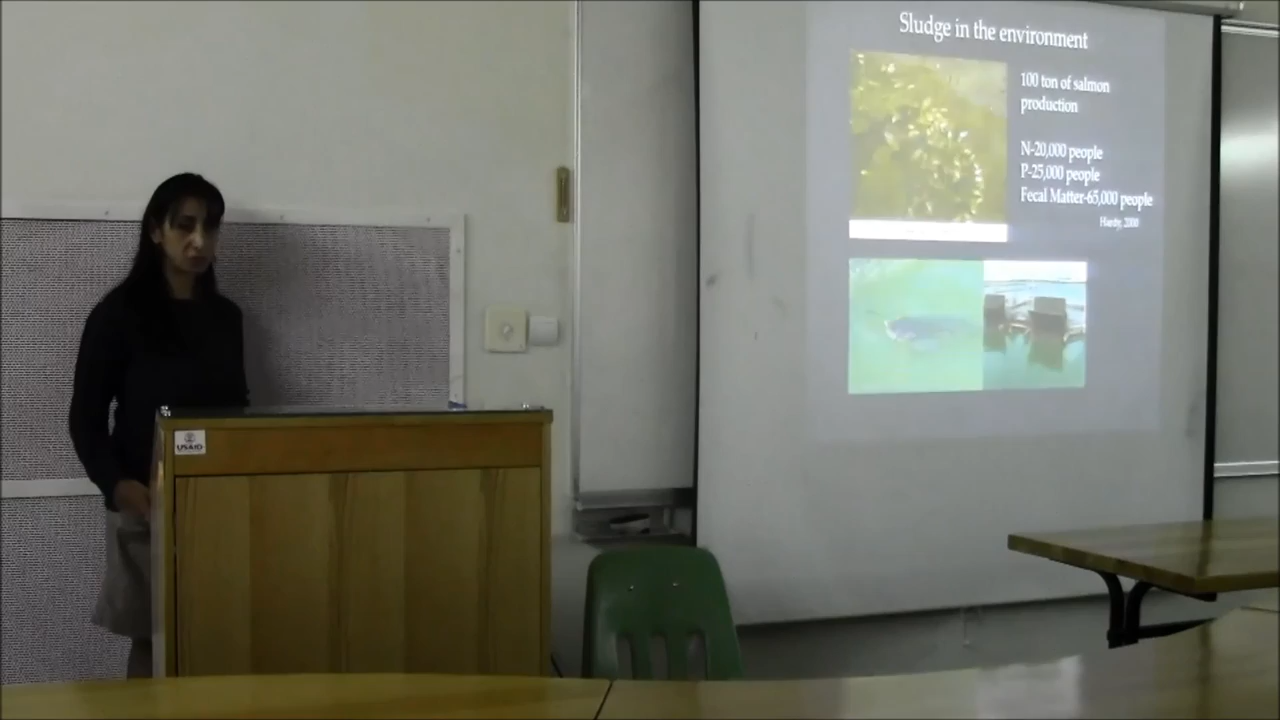 Sludge in the environment
100 ton of salmon
production
N-20,000 people
P-25,000 people
Fecal Matter-65,000 people
Hardy, 2000
USAID